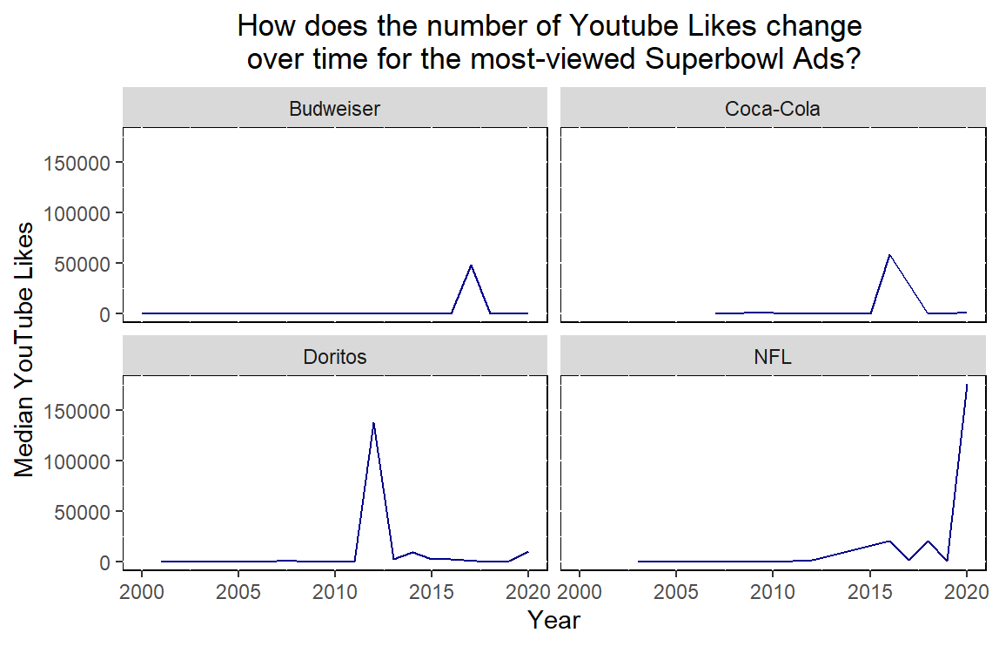 How does the number of Youtube Likes change
over time for the most-viewed Superbowl Ads?
Budweiser
Coca-Cola
150000
100000
50000
0
Doritos
NFL
150000
100000
50000
0
Median YouTube Likes
2000 2005 2010 2015 2020 2000 2005 2010 2015 2020
Year